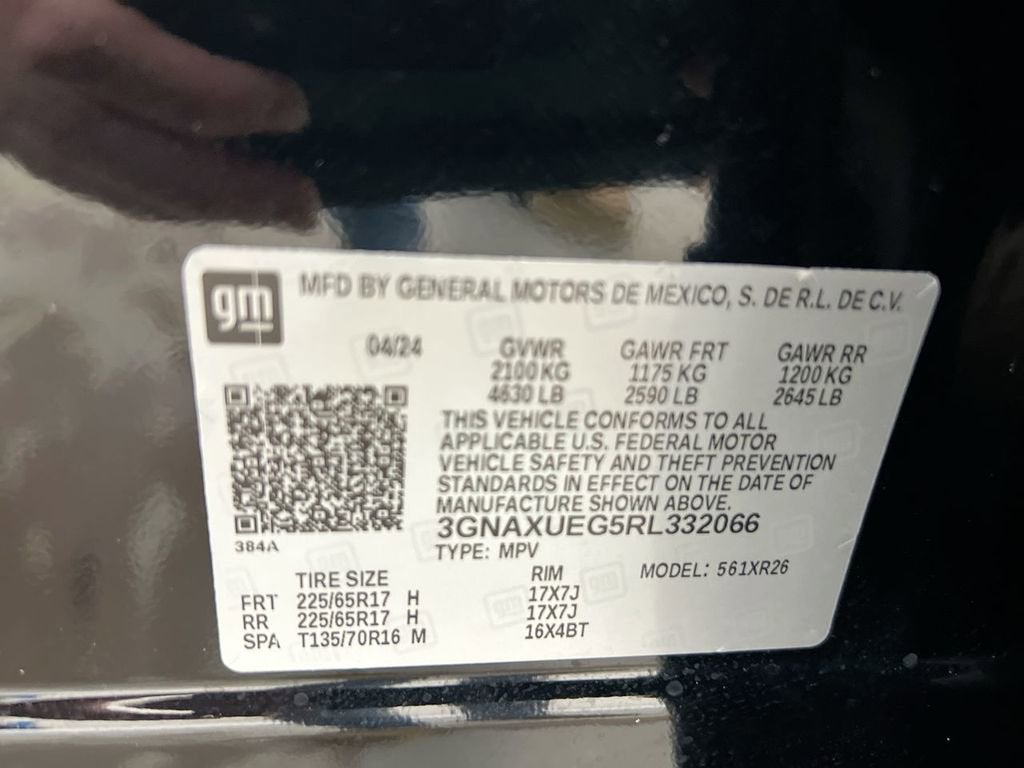 gm
MFD BY GENERAL MOTORS DE MEXICO, S. DE R.L. DE C.V.
04/24 GVWR GAWR FRT GAWR RR
2100 KG 1175 KG 1200 KG
4630 LB 2590 LB 2645 LB
THIS VEHICLE CONFORMS TO ALL
APPLICABLE U.S. FEDERAL MOTOR
VEHICLE SAFETY AND THEFT PREVENTION
STANDARDS IN EFFECT ON THE DATE OF
MANUFACTURE SHOWN ABOVE.
3GNAXUEG5RL332066
384A
TYPE: MPV
MODEL: 561XR26
TIRE SIZE RIM
FRT 225/65R17 H 17X7J
RR 225/65R17 H 17X7J
SPA T135/70R16 M 16X4BT